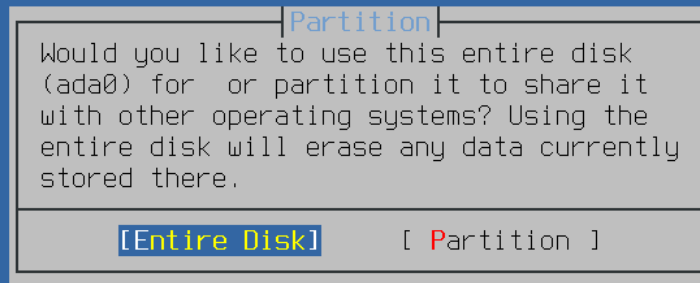 Partition
Would you like to use this entire disk
(ada0) for  or partition it to share it
with other operating systems? Using the
entire disk will erase any data currently
stored there.
[Entire Disk] [ Partition ]